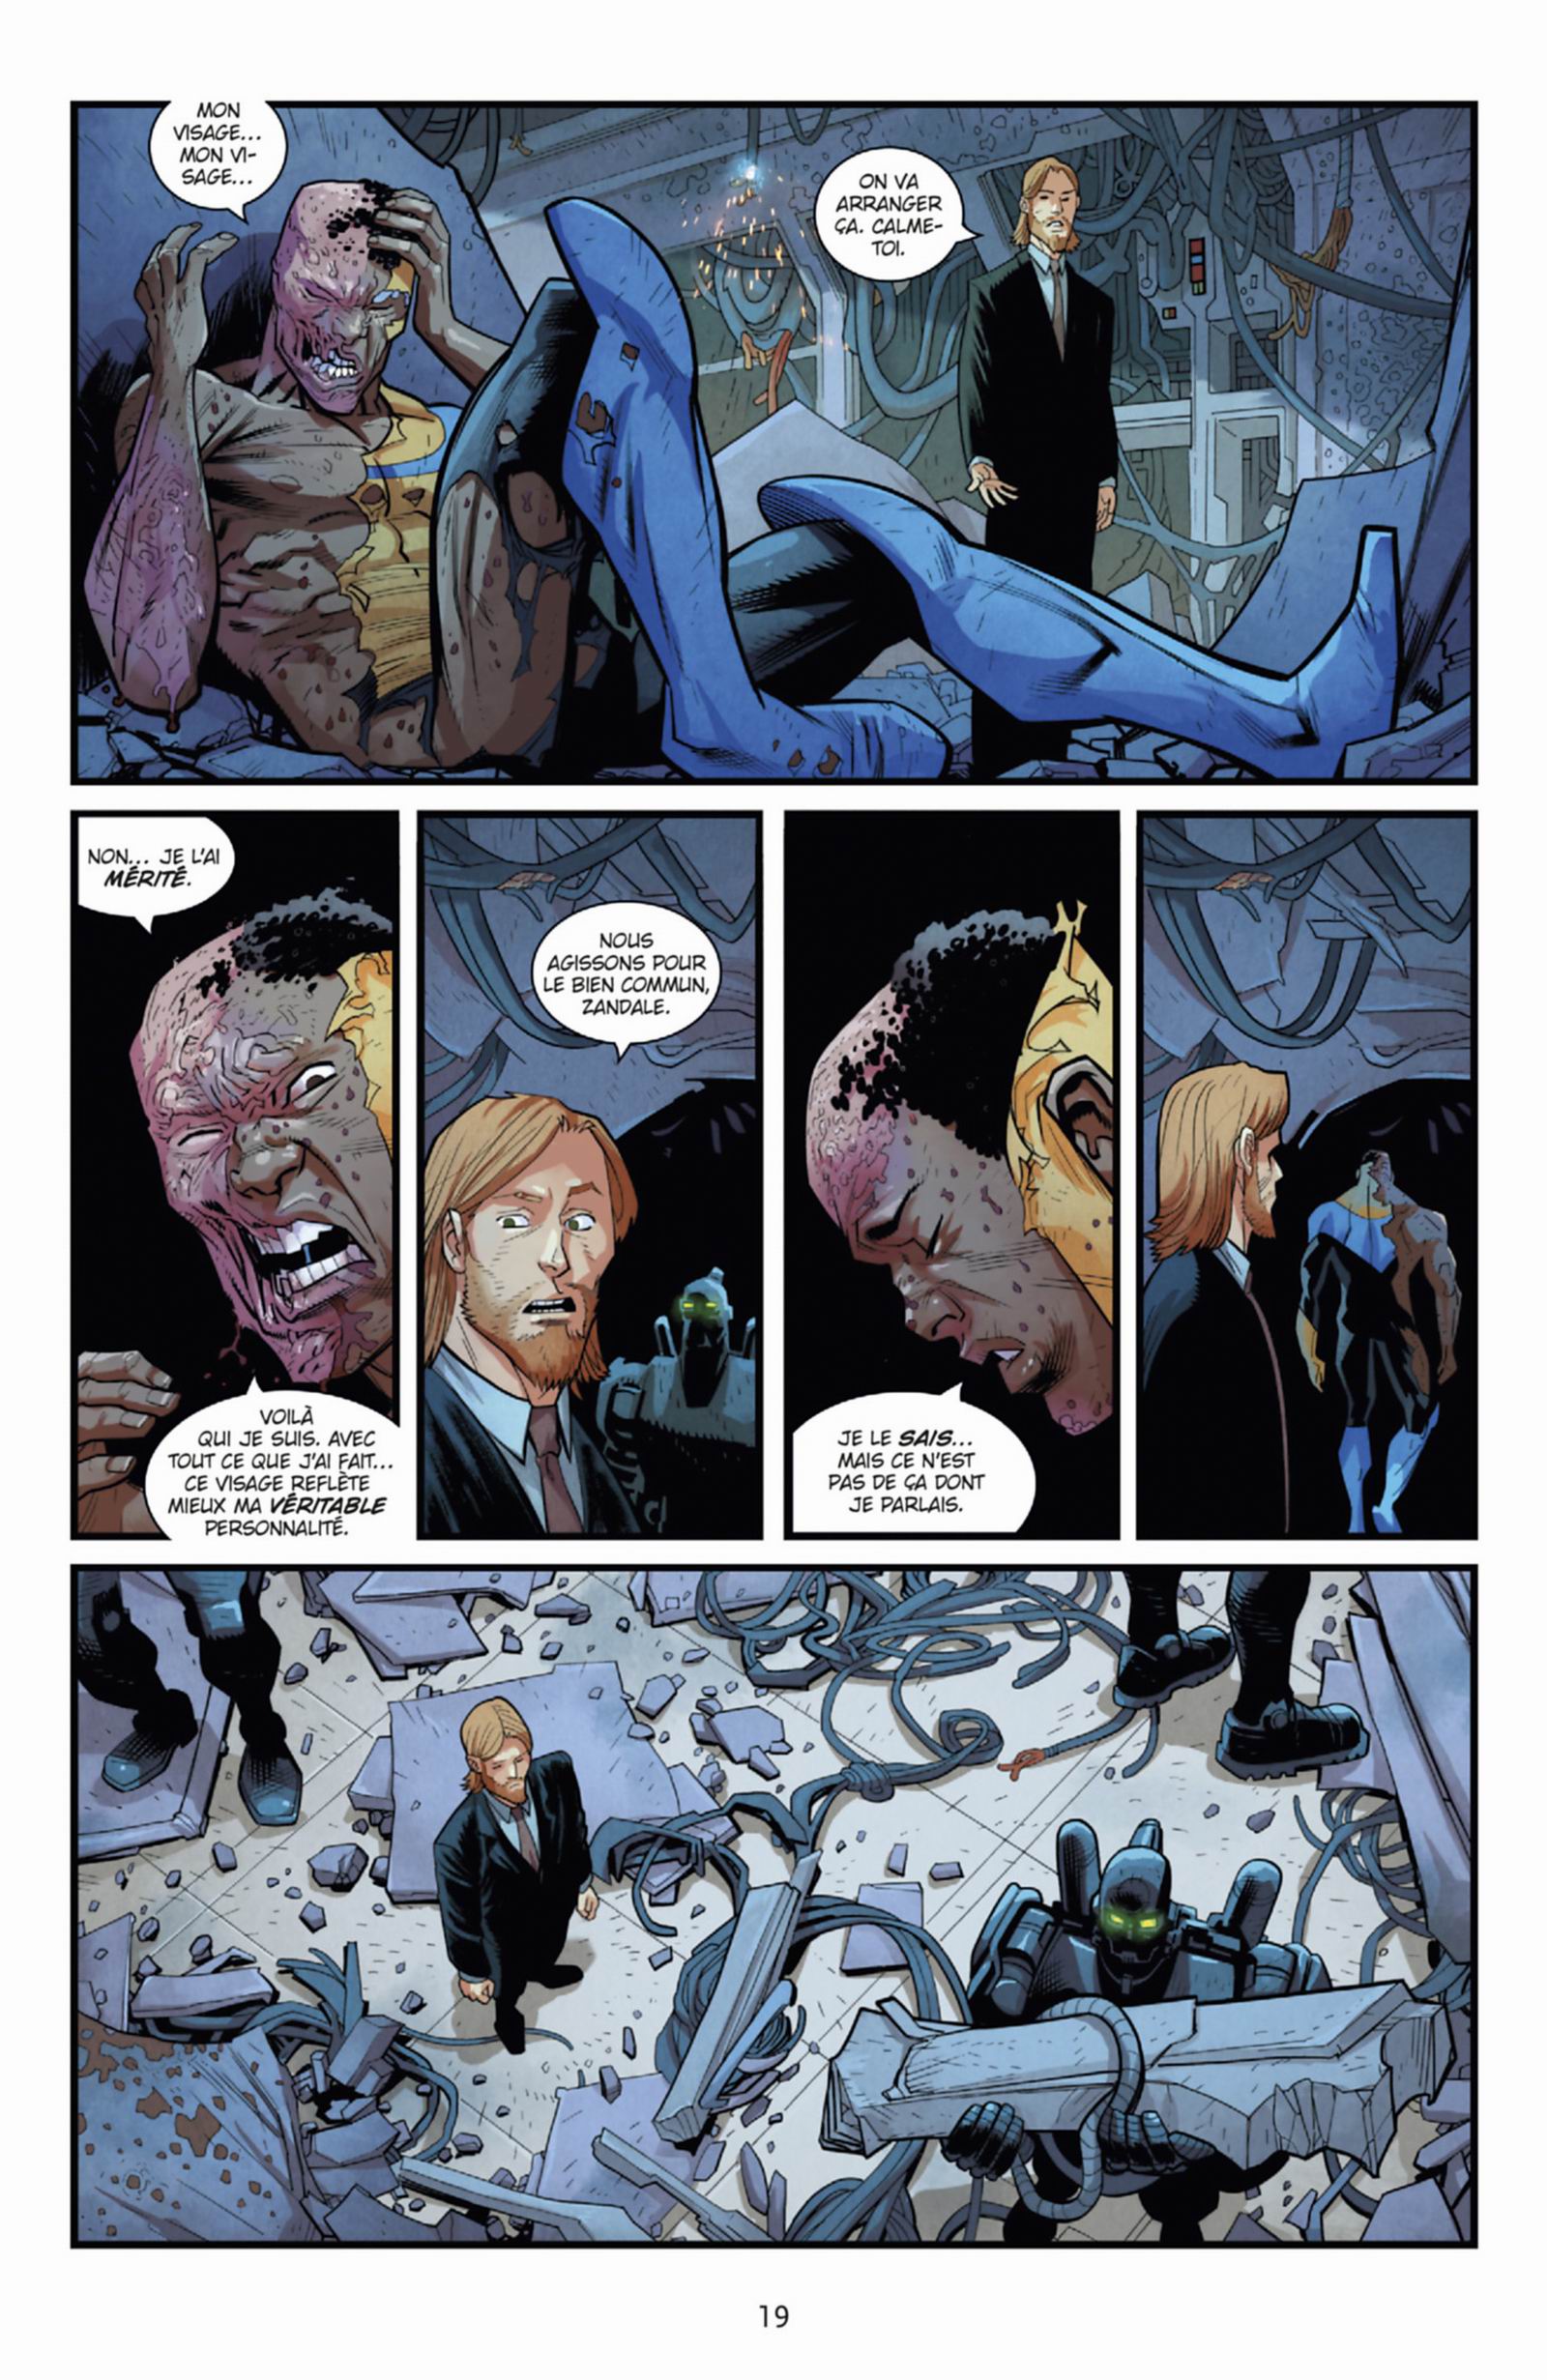 MON
VISAGE...
MON VI-
SAGE...
ON VA
ARRANGER
ÇA. CALME-
TOI.
NON... JE L'AI
MÉRITÉ.
VOILÀ
QUI JE SUIS. AVEC
TOUT CE QUE J'AI FAIT...
CE VISAGE REFLÈTE
MIEUX MA VÉRITABLE
PERSONNALITÉ.
NOUS
AGISSONS POUR
LE BIEN COMMUN,
ZANDALE.
JE LE SAIS...
MAIS CE N'EST
PAS DE ÇA DONT
JE PARLAIS.
19